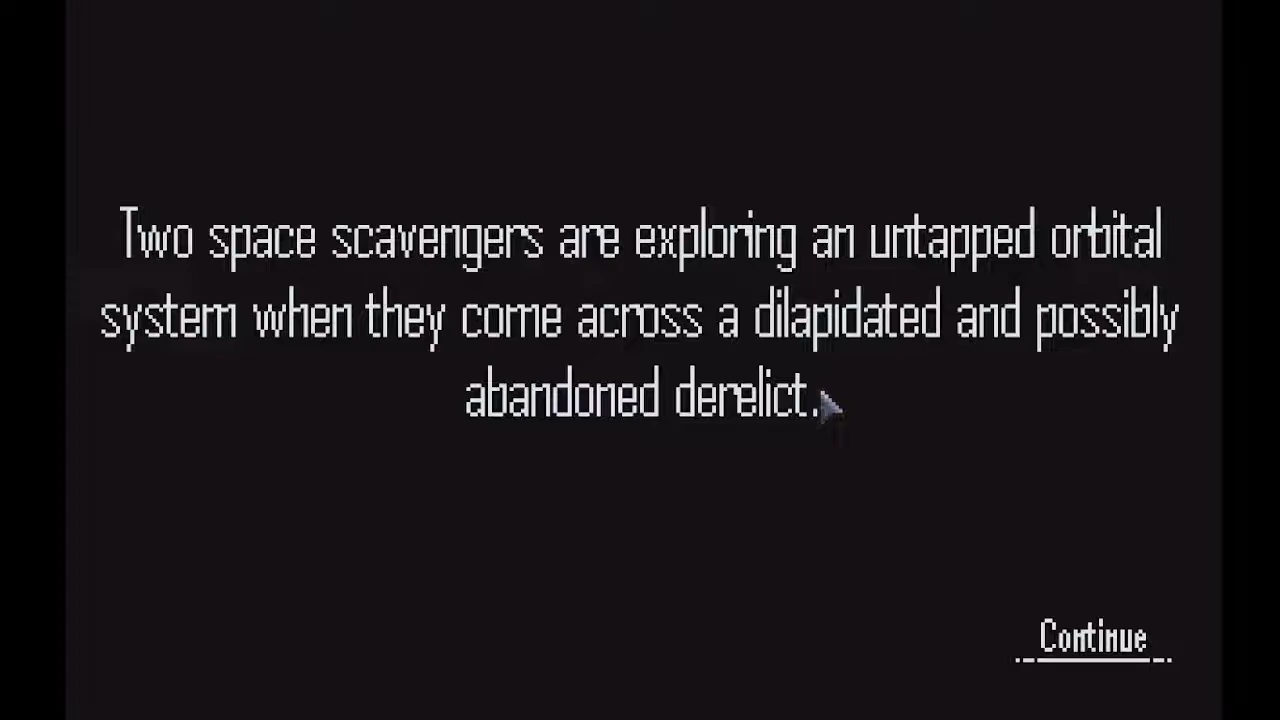 Two space scavengers are exploring an untapped orbital
system when they come across a dilapidated and possibly
abandoned derelict.
Continue